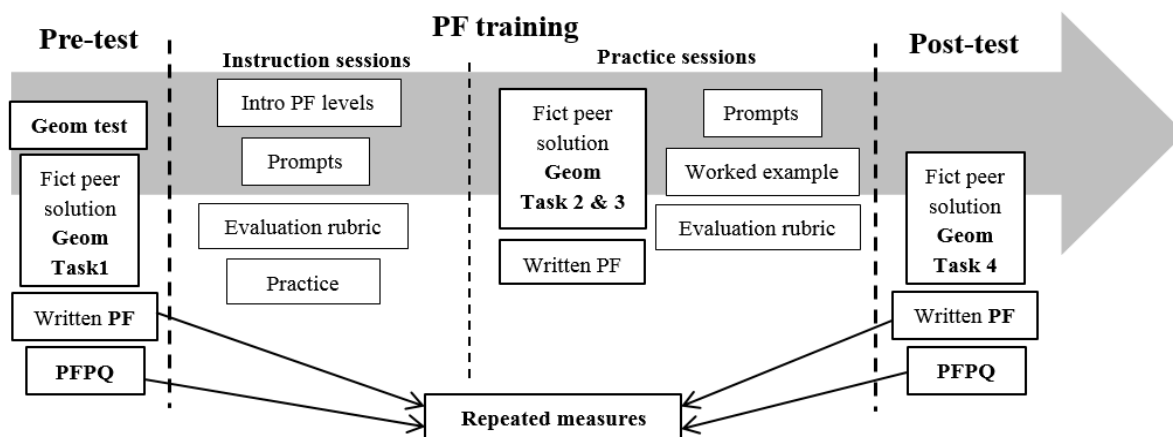 Pre-test
PF training
Post-test
Instruction sessions
Practice sessions
Geom test
Fict peer
solution
Geom
Task1
Written PF
PFPQ
Intro PF levels
Prompts
Evaluation rubric
Practice
Fict peer
solution
Geom
Task 2 & 3
Written PF
Prompts
Worked example
Evaluation rubric
Fict peer
solution
Geom
Task 4
Written PF
PFPQ
Repeated measures